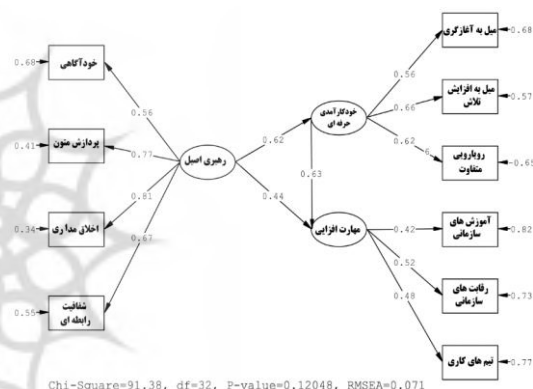 خودآگاهی
0.68
پردازش متون
0.41
اخلاق مداری
0.34
شفافیت
رابطه ای
0.55
0.56
0.77
0.81
0.67
رهبری اصیل
0.62
0.44
خودکارآمدی
حرفه ای
0.63
مهارت افزایی
0.56
0.66
0.62
6
0.42
0.52
0.48
میل به آغازگری
0.68
میل به افزایش
تلاش
0.57
رویارویی
متفاوت
0.65
آموزش های
سازمانی
0.82
رقابت های
سازمانی
0.73
تیم های کاری
0.77
Chi-Square=91.38, df=32, P-value=0.12048, RMSEA=0.071